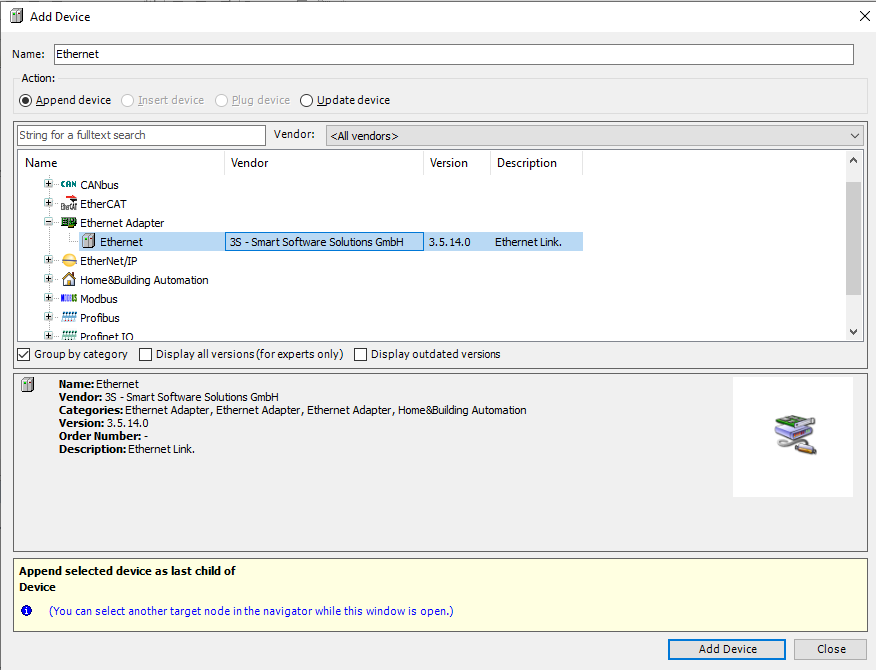 Add Device
Name: Ethernet
Action:
Append device Insert device Plug device Update device
String for a fulltext search Vendor: <All vendors>
Name Vendor Version Description
CAN CANbus
EtherCAT
Ethernet Adapter
Ethernet 3S - Smart Software Solutions GmbH 3.5.14.0 Ethernet Link.
EtherNet/IP
Home&Building Automation
Modbus
Profibus
Profinet IO
Group by category Display all versions (for experts only) Display outdated versions
Name: Ethernet
Vendor: 3S - Smart Software Solutions GmbH
Categories: Ethernet Adapter, Ethernet Adapter, Ethernet Adapter, Home&Building Automation
Version: 3.5.14.0
Order Number: -
Description: Ethernet Link.
Append selected device as last child of
Device
(You can select another target node in the navigator while this window is open.)
Add Device Close